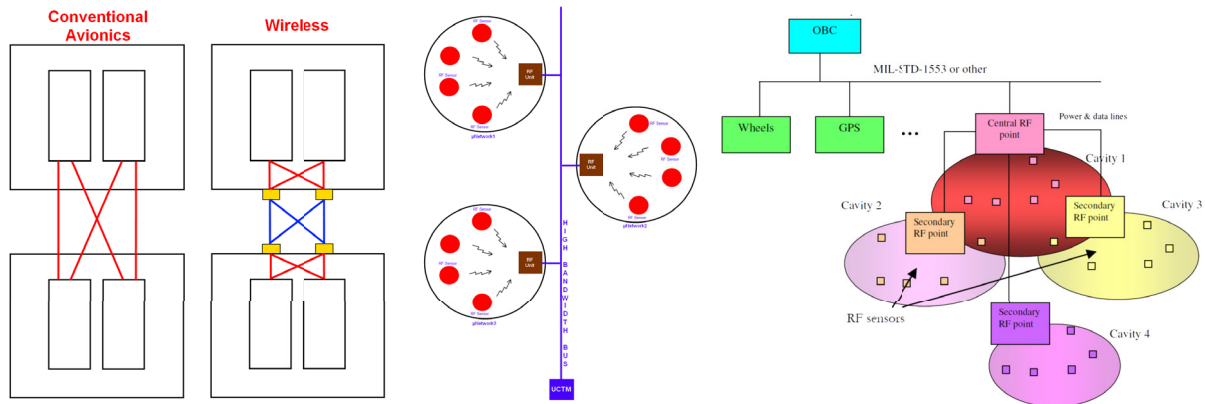 Conventional
Avionics
Wireless
RF Sensor
RF Sensor
RF Sensor
RF
Unit
µNetwork1
RF Sensor
RF Sensor
RF Sensor
RF
Unit
µNetwork2
RF Sensor
RF Sensor
RF Sensor
RF
Unit
µNetwork3
HIGH BANDWIDTH BUS
UCTM
OBC
MIL-STD-1553 or other
Wheels
GPS
...
Central RF
point
Power & data lines
Cavity 1
Cavity 2
Secondary
RF point
Secondary
RF point
Cavity 3
RF sensors
Secondary
RF point
Cavity 4